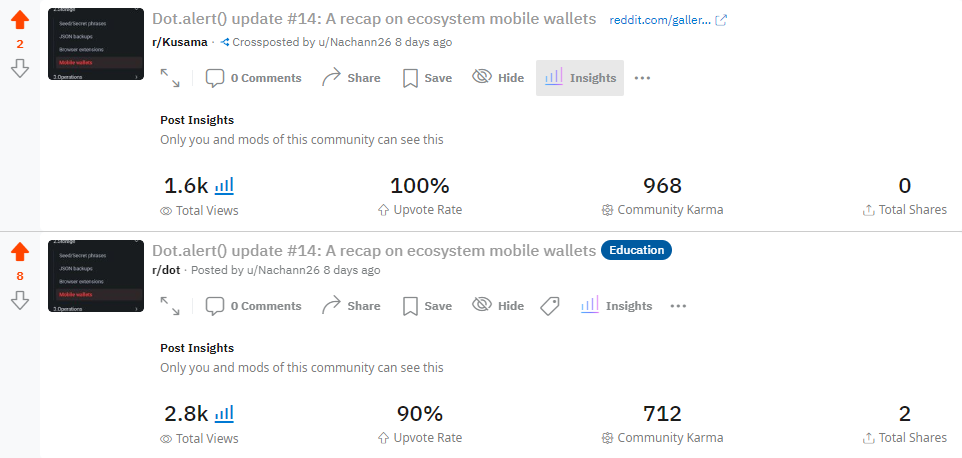 2.Storage
Seed/Secret phrases
JSON backups
Browser extensions
Mobile wallets
3.Operations
Dot.alert() update #14: A recap on ecosystem mobile wallets reddit.com/galler...
2
r/Kusama · Crossposted by u/Nachann26 8 days ago
0 Comments Share Save Hide Insights
Post Insights
Only you and mods of this community can see this
1.6k 100% 968 0
Total Views Upvote Rate Community Karma Total Shares
2.Storage
Seed/Secret phrases
JSON backups
Browser extensions
Mobile wallets
3.Operations
Dot.alert() update #14: A recap on ecosystem mobile wallets Education
8
r/dot · Posted by u/Nachann26 8 days ago
0 Comments Share Save Hide Insights
Post Insights
Only you and mods of this community can see this
2.8k 90% 712 2
Total Views Upvote Rate Community Karma Total Shares